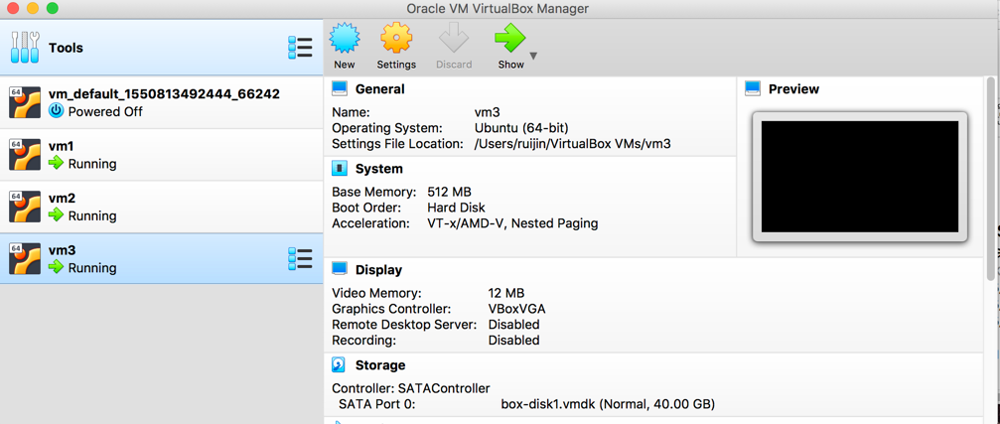 Oracle VM VirtualBox Manager
Tools
New
Settings
Discard
Show
64
vm_default_1550813492444_66242
Powered Off
64
vm1
Running
64
vm2
Running
64
vm3
Running
General
Name: vm3
Operating System: Ubuntu (64-bit)
Settings File Location: /Users/ruijin/VirtualBox VMs/vm3
Preview
System
Base Memory: 512 MB
Boot Order: Hard Disk
Acceleration: VT-x/AMD-V, Nested Paging
Display
Video Memory: 12 MB
Graphics Controller: VBoxVGA
Remote Desktop Server: Disabled
Recording: Disabled
Storage
Controller: SATAController
SATA Port 0: box-disk1.vmdk (Normal, 40.00 GB)